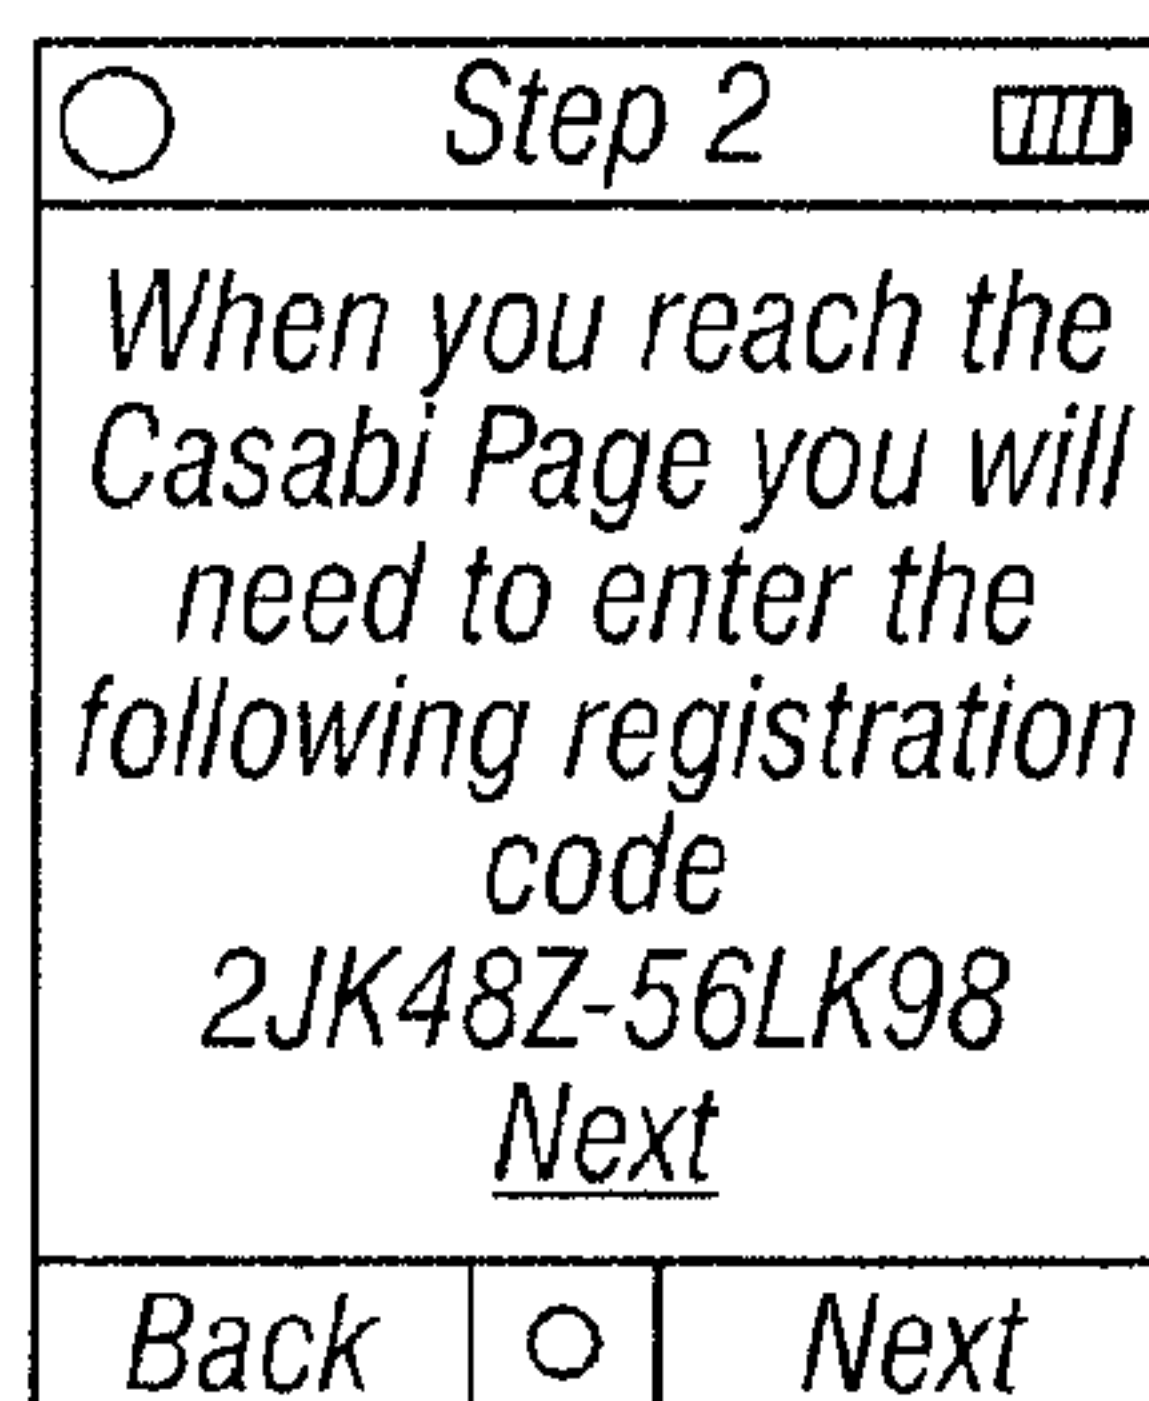 Step 2
When you reach the
Casabi Page you will
need to enter the
following registration
code
2JK48Z-56LK98
Next
Back
Next